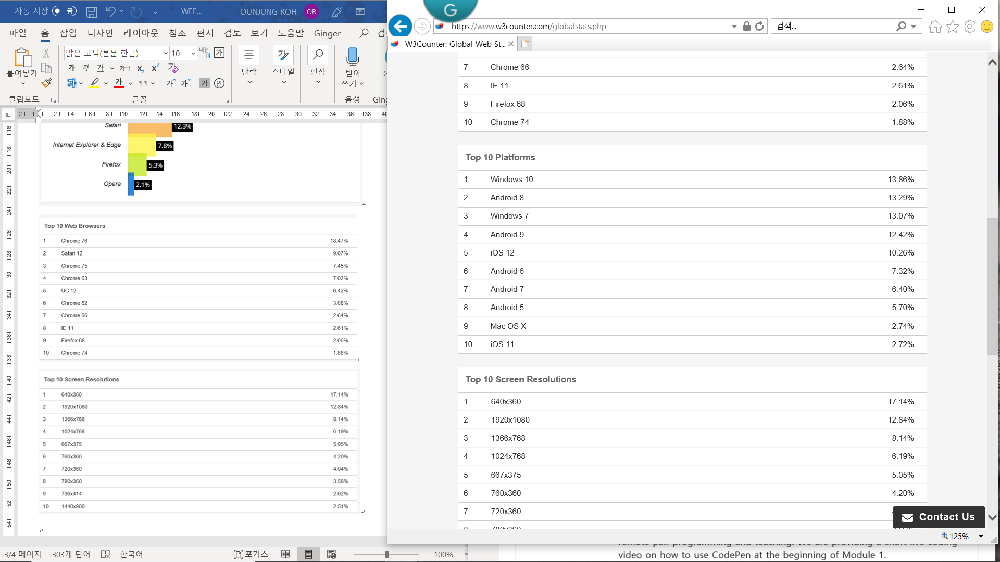 자동 저장 끔 WEE... OUNJUNG ROH OR
파일 홈 삽입 디자인 레이아웃 참조 편지 검토 보기 도움말 Ginger
붙여넣기
맑은 고딕(본문 한글) 10
가 가 가
단락
스타일
편집
받아
쓰기
클립보드 글꼴 음성
Safari 12.3%
Internet Explorer & Edge 7.8%
Firefox 5.3%
Opera 2.1%
Top 10 Web Browsers
1 Chrome 76 18.47%
2 Safari 12 9.07%
3 Chrome 75 7.45%
4 Chrome 63 7.02%
5 UC 12 6.42%
6 Chrome 62 3.08%
7 Chrome 66 2.64%
8 IE 11 2.61%
9 Firefox 68 2.06%
10 Chrome 74 1.88%
Top 10 Screen Resolutions
1 640x360 17.14%
2 1920x1080 12.84%
3 1366x768 8.14%
4 1024x768 6.19%
5 667x375 5.05%
6 760x360 4.20%
7 720x360 4.04%
8 780x360 3.56%
9 736x414 2.62%
10 1440x900 2.51%
3/4 페이지 303개 단어 한국어 포커스 100%
G
https://www.w3counter.com/globalstats.php 검색...
W3Counter: Global Web St...
7 Chrome 66 2.64%
8 IE 11 2.61%
9 Firefox 68 2.06%
10 Chrome 74 1.88%
Top 10 Platforms
1 Windows 10 13.86%
2 Android 8 13.29%
3 Windows 7 13.07%
4 Android 9 12.42%
5 iOS 12 10.26%
6 Android 6 7.32%
7 Android 7 6.40%
8 Android 5 5.70%
9 Mac OS X 2.74%
10 iOS 11 2.72%
Top 10 Screen Resolutions
1 640x360 17.14%
2 1920x1080 12.84%
3 1366x768 8.14%
4 1024x768 6.19%
5 667x375 5.05%
6 760x360 4.20%
7 720x360
Contact Us
125%
video on how to use CodePen at the beginning of Module 1.